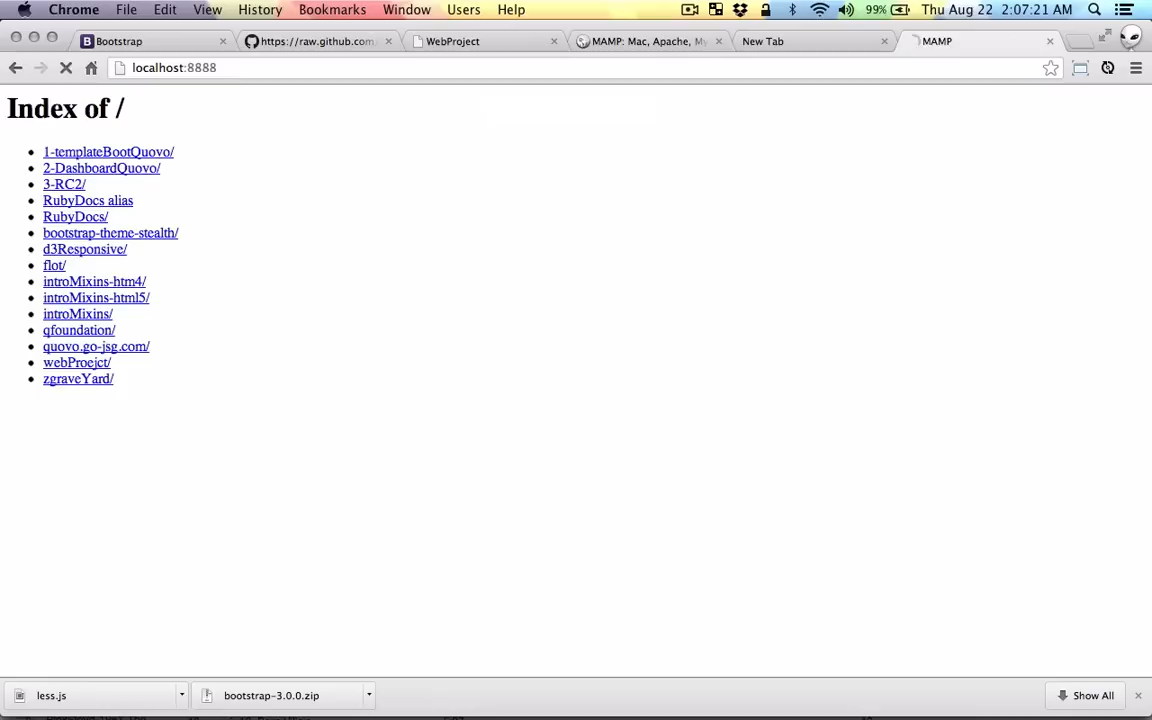 Chrome File Edit View History Bookmarks Window Users Help 99% Thu Aug 22 2:07:21 AM
Bootstrap https://raw.github.com WebProject MAMP: Mac, Apache, My New Tab MAMP
localhost:8888
Index of /
1-templateBootQuovo/
2-DashboardQuovo/
3-RC2/
RubyDocs alias
RubyDocs/
bootstrap-theme-stealth/
d3Responsive/
flot/
introMixins-htm4/
introMixins-html5/
introMixins/
qfoundation/
quovo.go-jsg.com/
webProejct/
zgraveYard/
less.js bootstrap-3.0.0.zip Show All